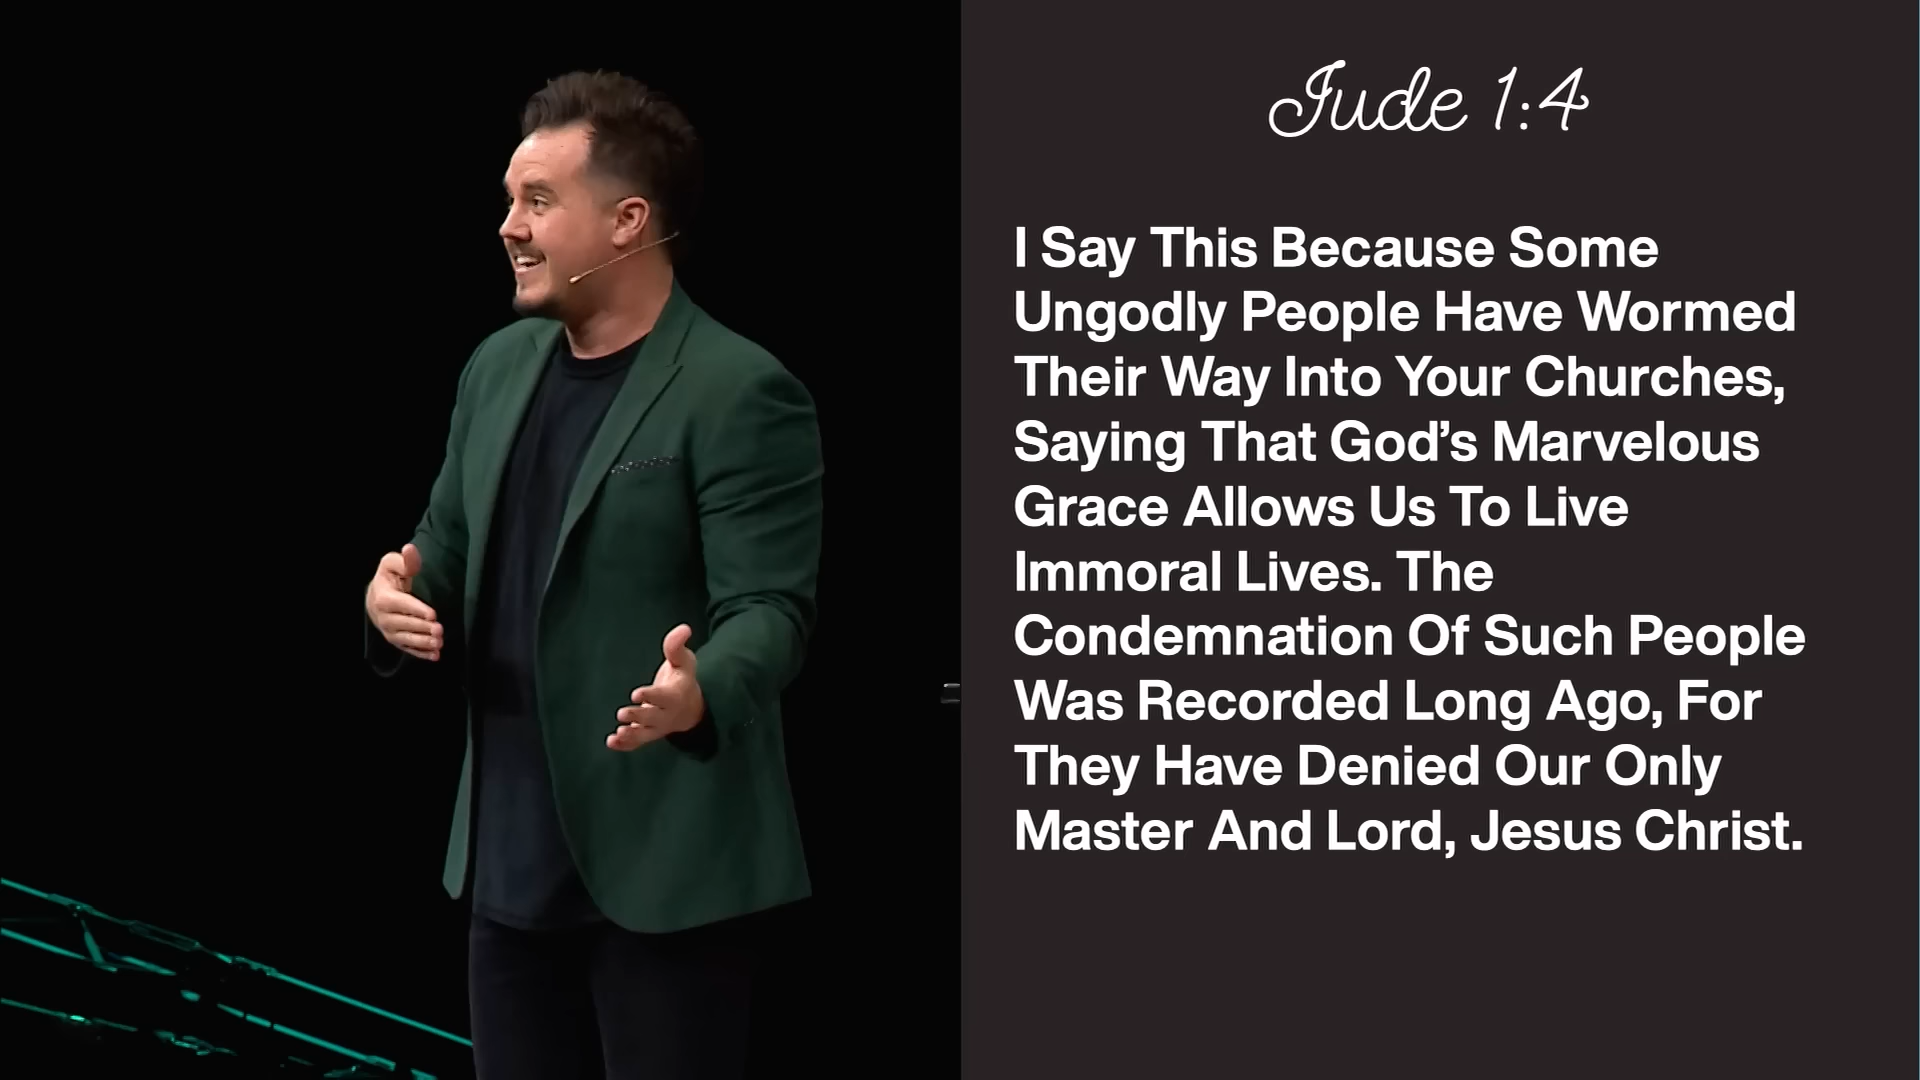 Jude 1:4
I Say This Because Some
Ungodly People Have Wormed
Their Way Into Your Churches,
Saying That God’s Marvelous
Grace Allows Us To Live
Immoral Lives. The
Condemnation Of Such People
Was Recorded Long Ago, For
They Have Denied Our Only
Master And Lord, Jesus Christ.